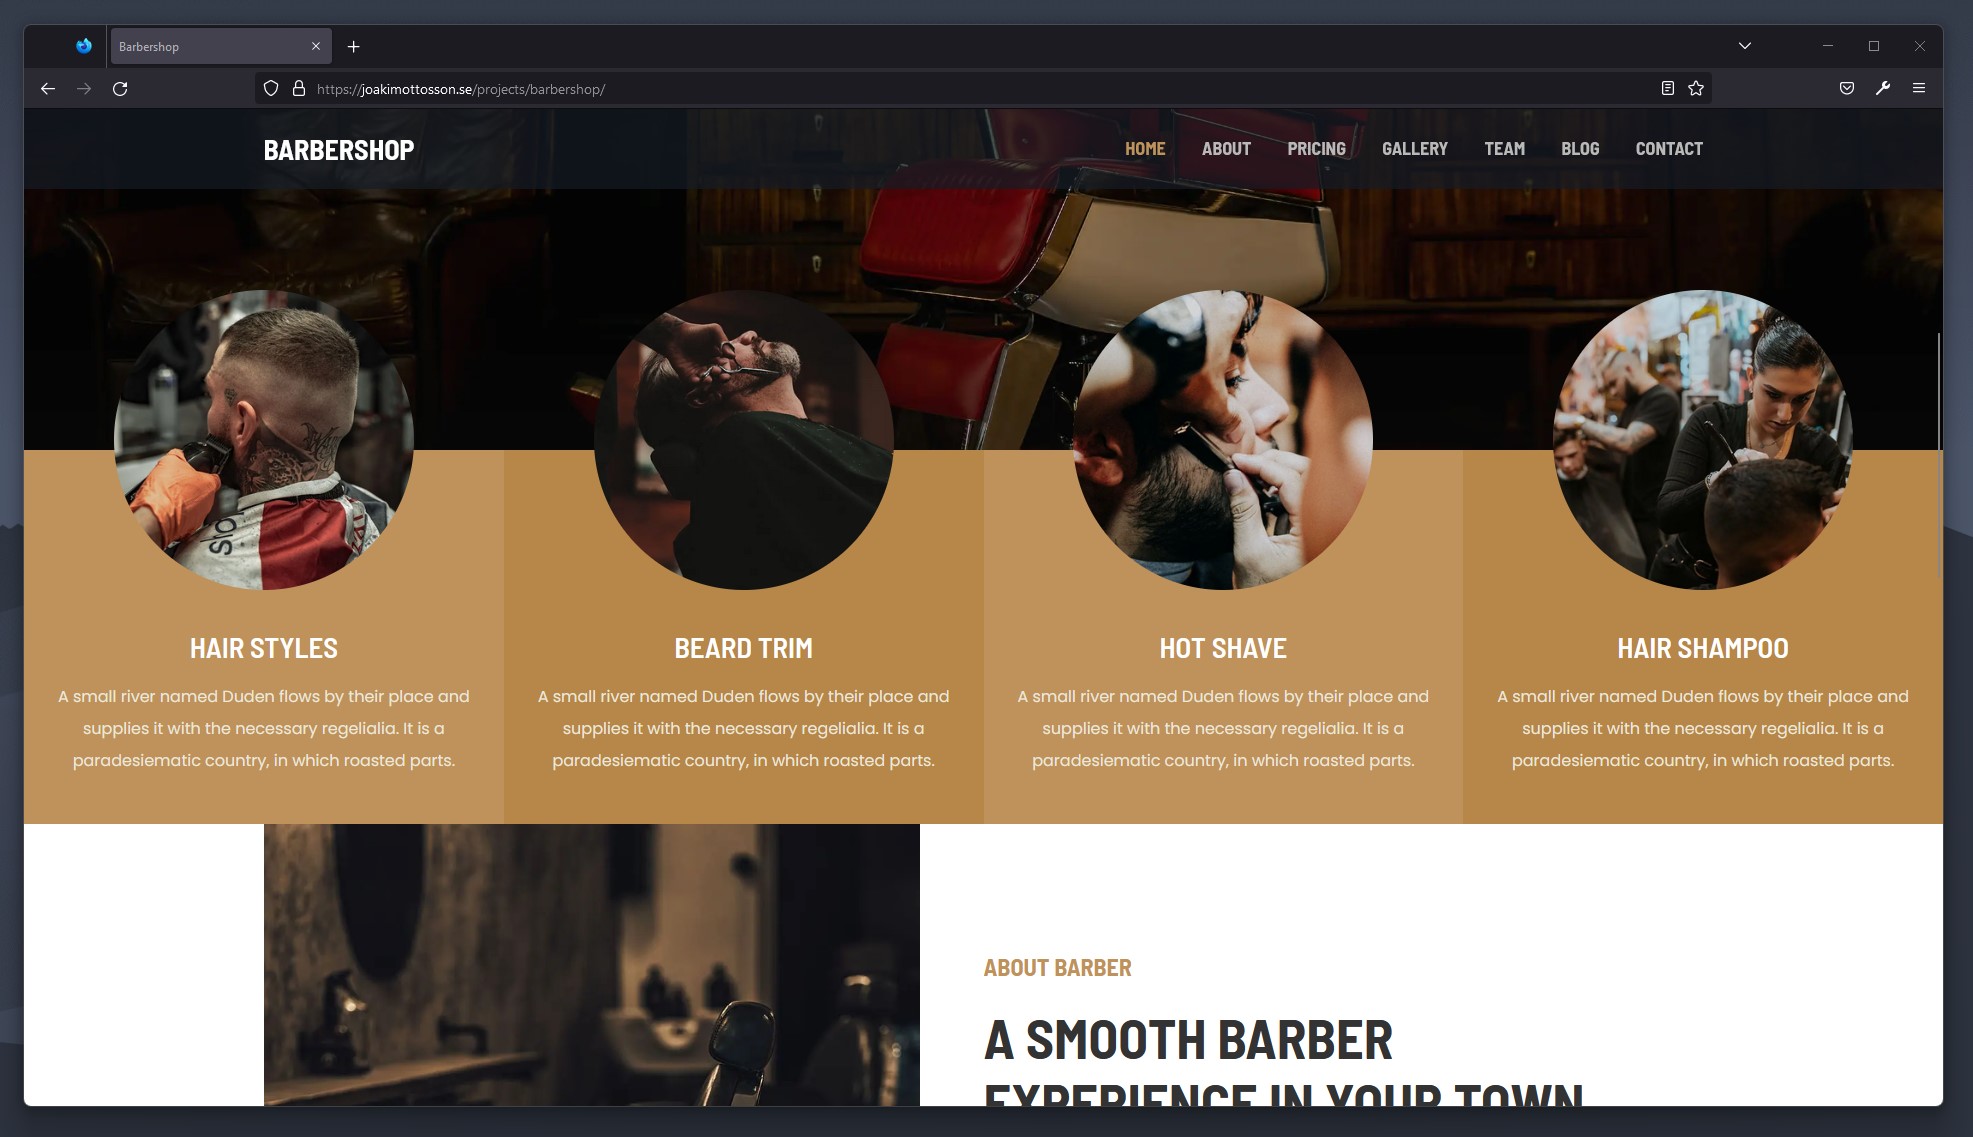 Barbershop
https://joakimottosson.se/projects/barbershop/
BARBERSHOP
HOME ABOUT PRICING GALLERY TEAM BLOG CONTACT
HAIR STYLES
A small river named Duden flows by their place and
supplies it with the necessary regelialia. It is a
paradesiematic country, in which roasted parts.
BEARD TRIM
A small river named Duden flows by their place and
supplies it with the necessary regelialia. It is a
paradesiematic country, in which roasted parts.
HOT SHAVE
A small river named Duden flows by their place and
supplies it with the necessary regelialia. It is a
paradesiematic country, in which roasted parts.
HAIR SHAMPOO
A small river named Duden flows by their place and
supplies it with the necessary regelialia. It is a
paradesiematic country, in which roasted parts.
ABOUT BARBER
A SMOOTH BARBER
EXPERIENCE IN YOUR TOWN